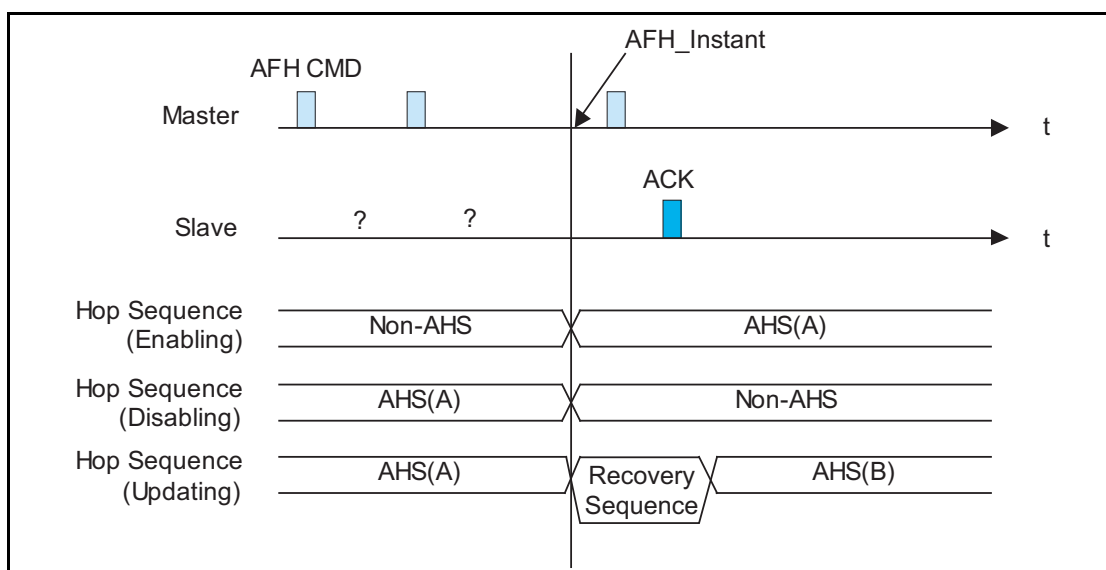 AFH_Instant
AFH CMD
Master
t
ACK
? ?
Slave
t
Hop Sequence
(Enabling)
Non-AHS
AHS(A)
Hop Sequence
(Disabling)
AHS(A)
Non-AHS
Hop Sequence
(Updating)
AHS(A)
Recovery
Sequence
AHS(B)